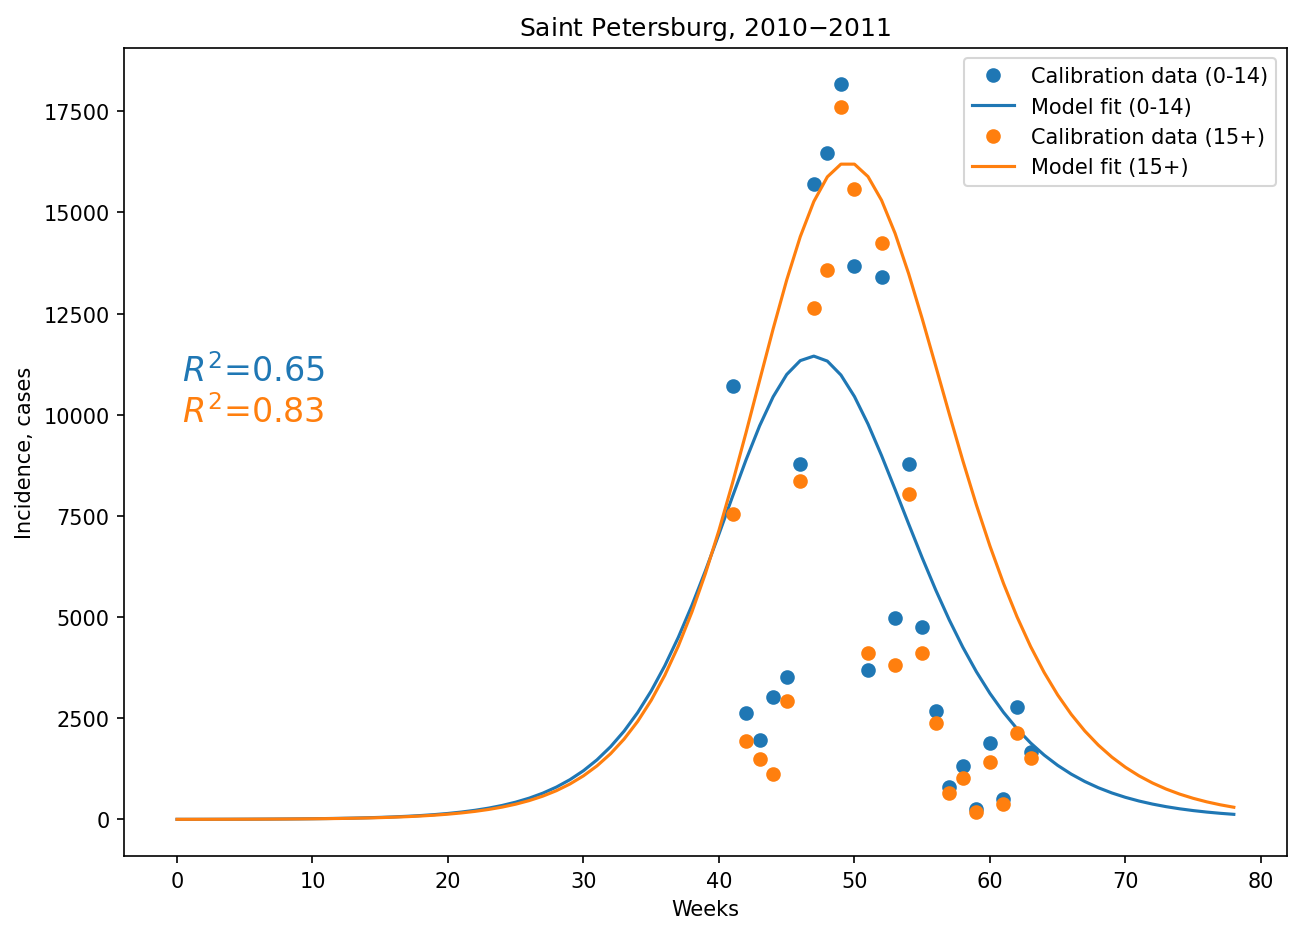 Saint Petersburg, 2010−2011
Calibration data (0-14)
Model fit (0-14)
Calibration data (15+)
Model fit (15+)
17500
15000
12500
10000
7500
5000
2500
0
Incidence, cases
R²=0.65
R²=0.83
0 10 20 30 40 50 60 70 80
Weeks